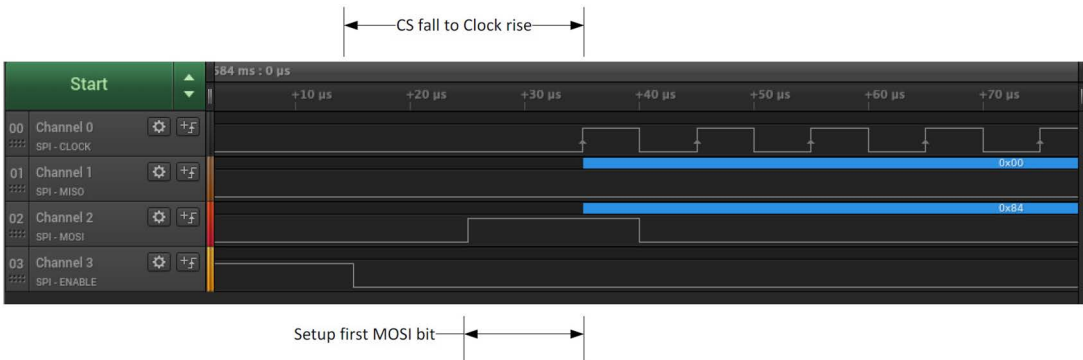 CS fall to Clock rise
584 ms : 0 µs
Start
+10 µs +20 µs +30 µs +40 µs +50 µs +60 µs +70 µs
00 Channel 0
SPI - CLOCK
0x00
01 Channel 1
SPI - MISO
0x84
02 Channel 2
SPI - MOSI
03 Channel 3
SPI - ENABLE
Setup first MOSI bit